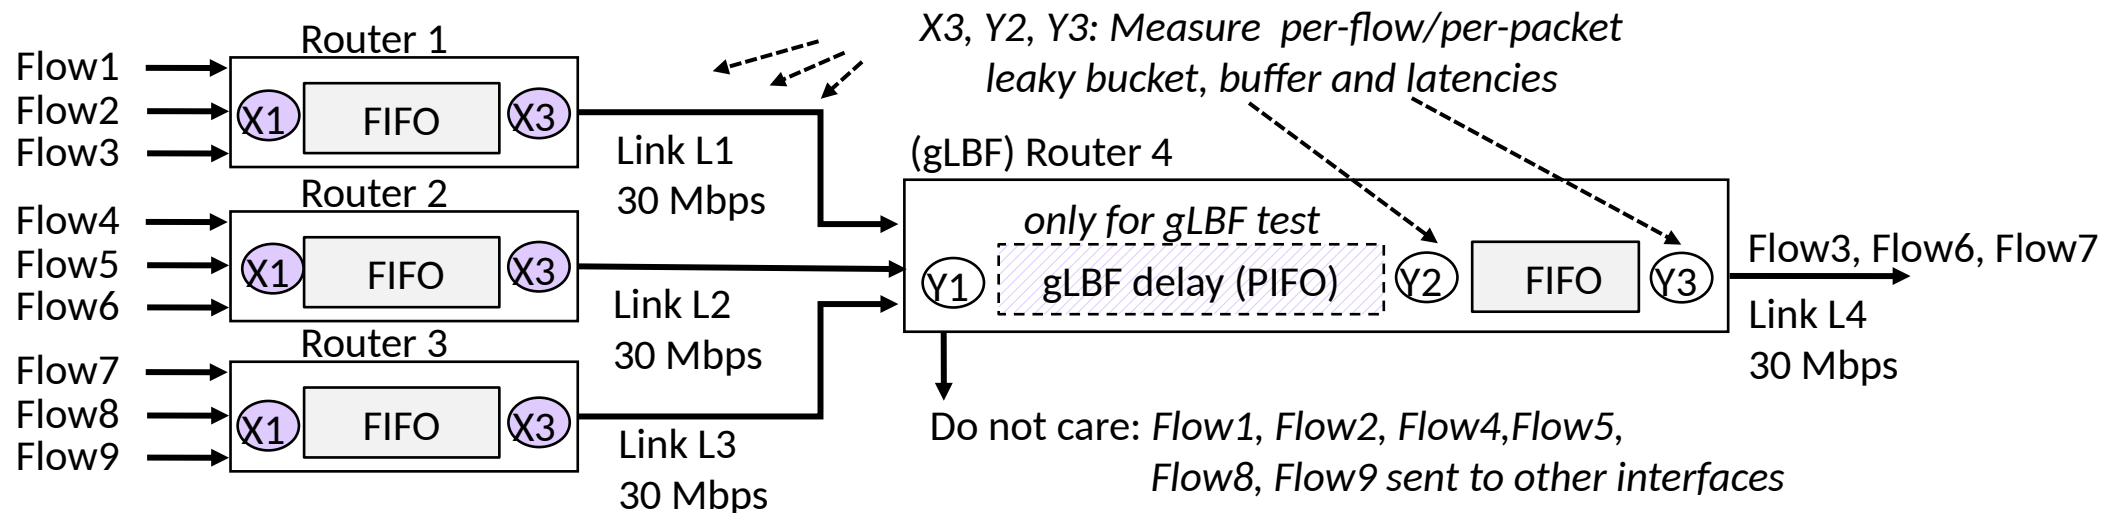 X3, Y2, Y3: Measure per-flow/per-packet
leaky bucket, buffer and latencies
Router 1
Flow1
Flow2
Flow3
X1
FIFO
X3
Link L1
30 Mbps
Router 2
Flow4
Flow5
Flow6
X1
FIFO
X3
Link L2
30 Mbps
Router 3
Flow7
Flow8
Flow9
X1
FIFO
X3
Link L3
30 Mbps
(gLBF) Router 4
only for gLBF test
Y1
gLBF delay (PIFO)
Y2
FIFO
Y3
Flow3, Flow6, Flow7
Link L4
30 Mbps
Do not care: Flow1, Flow2, Flow4,Flow5,
Flow8, Flow9 sent to other interfaces